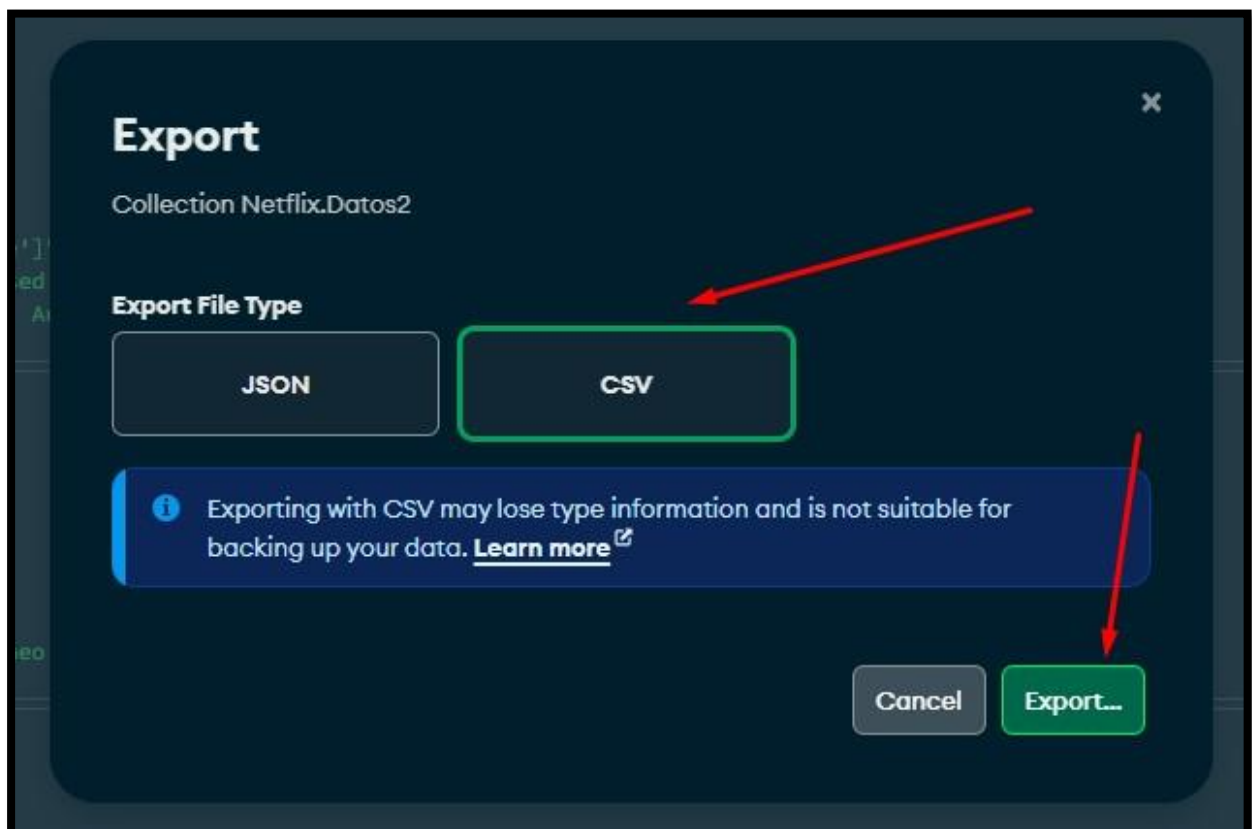 Export
Collection Netflix.Datos2
Export File Type
JSON
CSV
Exporting with CSV may lose type information and is not suitable for
backing up your data. Learn more
Cancel
Export...